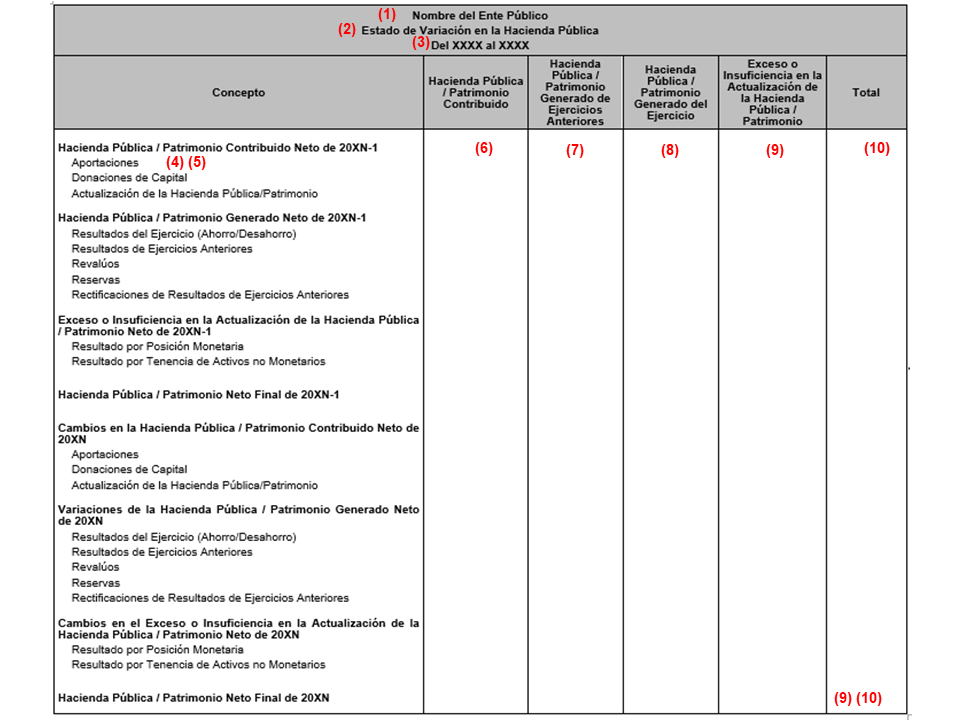 (1) Nombre del Ente Público
(2) Estado de Variación en la Hacienda Pública
(3) Del XXXX al XXXX
Concepto
Hacienda Pública
/ Patrimonio
Contribuido
Hacienda
Pública /
Patrimonio
Generado de
Ejercicios
Anteriores
Hacienda
Pública /
Patrimonio
Generado del
Ejercicio
Exceso o
Insuficiencia en la
Actualización de
la Hacienda
Pública /
Patrimonio
Total
Hacienda Pública / Patrimonio Contribuido Neto de 20XN-1 (6) (7) (8) (9) (10)
Aportaciones (4) (5)
Donaciones de Capital
Actualización de la Hacienda Pública/Patrimonio
Hacienda Pública / Patrimonio Generado Neto de 20XN-1
Resultados del Ejercicio (Ahorro/Desahorro)
Resultados de Ejercicios Anteriores
Revalúos
Reservas
Rectificaciones de Resultados de Ejercicios Anteriores
Exceso o Insuficiencia en la Actualización de la Hacienda Pública
/ Patrimonio Neto de 20XN-1
Resultado por Posición Monetaria
Resultado por Tenencia de Activos no Monetarios
Hacienda Pública / Patrimonio Neto Final de 20XN-1
Cambios en la Hacienda Pública / Patrimonio Contribuido Neto de
20XN
Aportaciones
Donaciones de Capital
Actualización de la Hacienda Pública/Patrimonio
Variaciones de la Hacienda Pública / Patrimonio Generado Neto
de 20XN
Resultados del Ejercicio (Ahorro/Desahorro)
Resultados de Ejercicios Anteriores
Revalúos
Reservas
Rectificaciones de Resultados de Ejercicios Anteriores
Cambios en el Exceso o Insuficiencia en la Actualización de la
Hacienda Pública / Patrimonio Neto de 20XN
Resultado por Posición Monetaria
Resultado por Tenencia de Activos no Monetarios
Hacienda Pública / Patrimonio Neto Final de 20XN (9) (10)